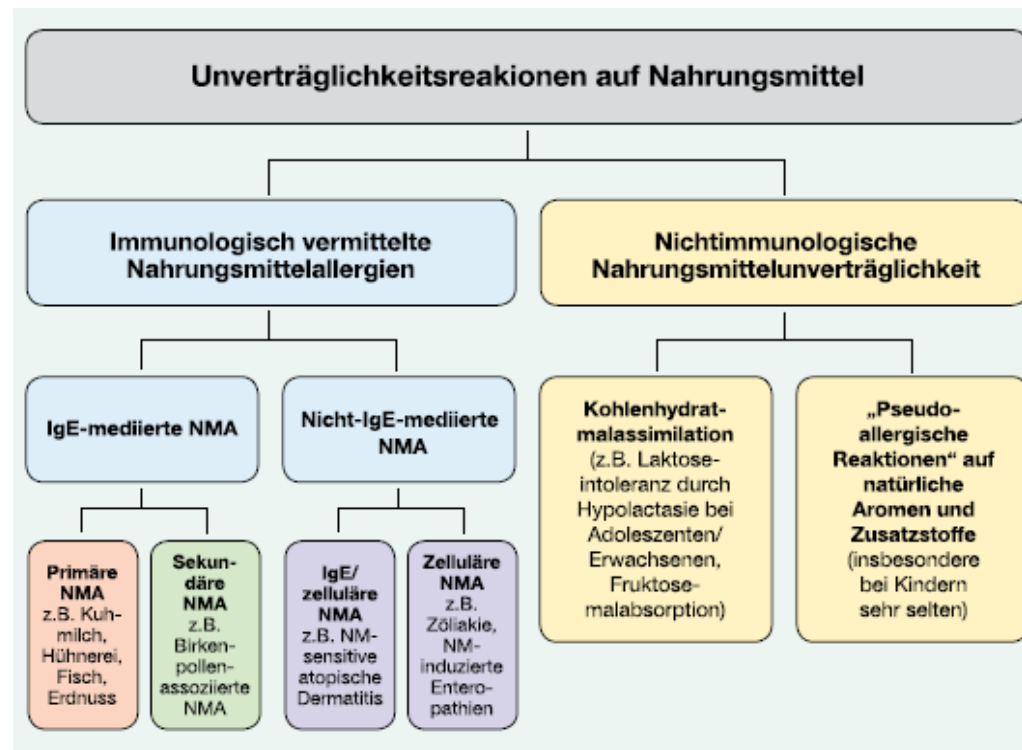 Unverträglichkeitsreakionen auf Nahrungsmittel
Immunologisch vermittelte
Nahrungsmittelallergien
Nichtimmunologische
Nahrungsmittelunverträglichkeit
IgE-mediierte NMA
Nicht-IgE-mediierte
NMA
Kohlenhydrat-
malassimilation
(z.B. Laktose-
intoleranz durch
Hypolactasie bei
Adoleszenten/
Erwachsenen,
Fruktose-
malabsorption)
„Pseudo-
allergische
Reaktionen“ auf
natürliche
Aromen und
Zusatzstoffe
(insbesondere
bei Kindern
sehr selten)
Primäre
NMA
z.B. Kuh-
milch,
Hühnerei,
Fisch,
Erdnuss
Sekun-
däre
NMA
z.B.
Birken-
pollen-
assoziierte
NMA
IgE/
zelluläre
NMA
z.B. NM-
sensitive
atopische
Dermatitis
Zelluläre
NMA
z.B.
Zöliakie,
NM-
induzierte
Entero-
pathien